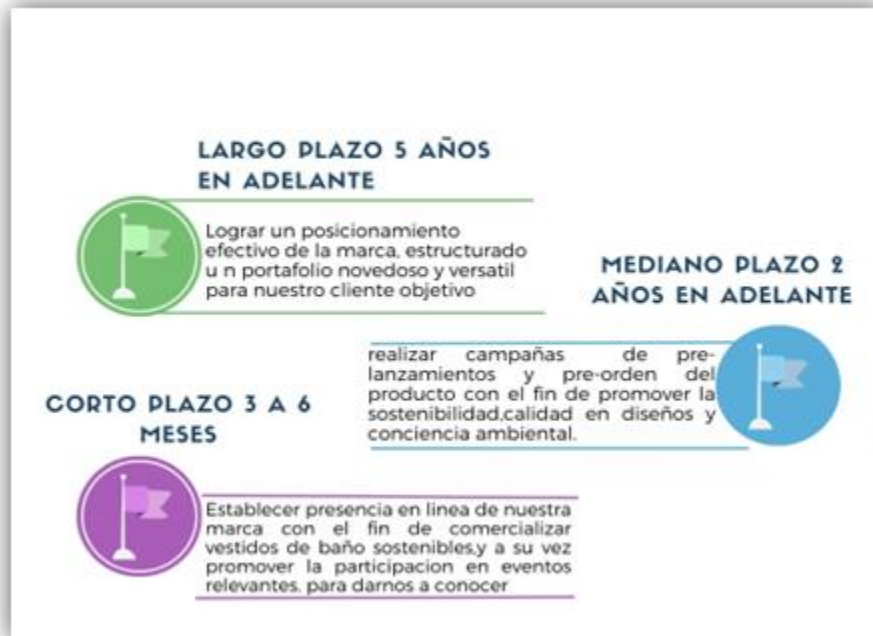 LARGO PLAZO 5 AÑOS
EN ADELANTE
Lograr un posicionamiento
efectivo de la marca, estructurado
u n portafolio novedoso y versatil
para nuestro cliente objetivo
MEDIANO PLAZO 2
AÑOS EN ADELANTE
realizar campañas de pre-
lanzamientos y pre-orden del
producto con el fin de promover la
sostenibilidad,calidad en diseños y
conciencia ambiental.
CORTO PLAZO 3 A 6
MESES
Establecer presencia en linea de nuestra
marca con el fin de comercializar
vestidos de baño sostenibles,y a su vez
promover la participacion en eventos
relevantes. para darnos a conocer